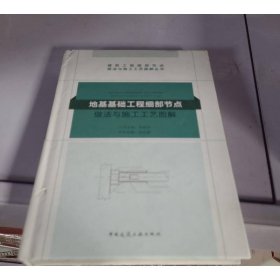 建筑工程细部节点
做法与施工工艺图解丛书
地基基础工程细部节点
做法与施工工艺图解
中国建筑工业出版社